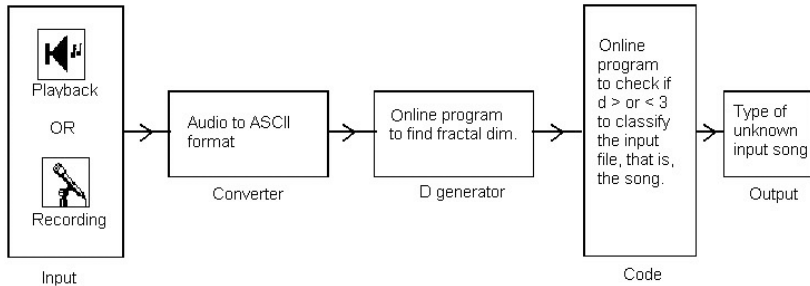 Playback
OR
Recording
Input
Audio to ASCII
format
Converter
Online program
to find fractal dim.
D generator
Online
program
to check if
d > or < 3
to classify
the input
file, that is,
the song.
Code
Type of
unknown
input song
Output